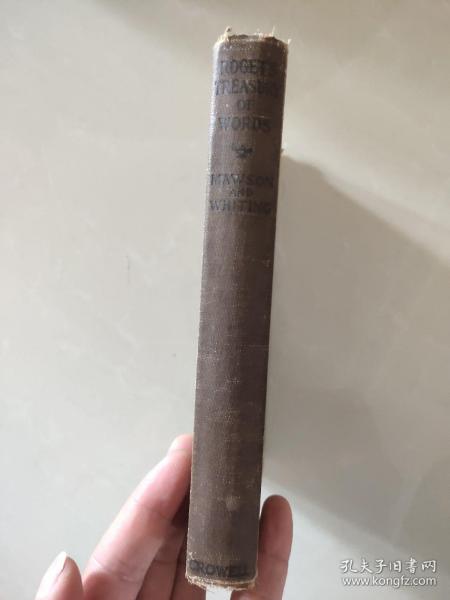 ROGET'S
TREASURY
OF
WORDS
MAWSON
AND
WHITING
CROWELL
孔夫子旧书网
www.kongfz.com